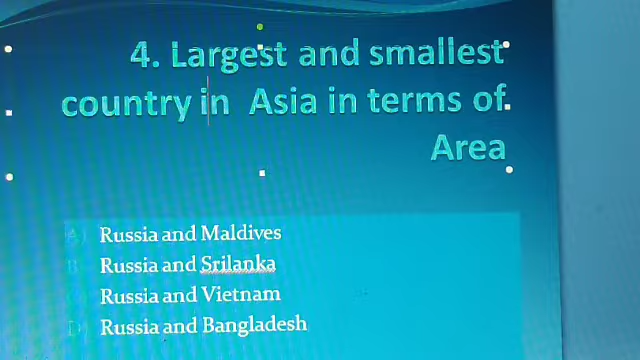 4. Largest and smallest
country in Asia in terms of
Area
A) Russia and Maldives
B) Russia and Srilanka
C) Russia and Vietnam
D) Russia and Bangladesh